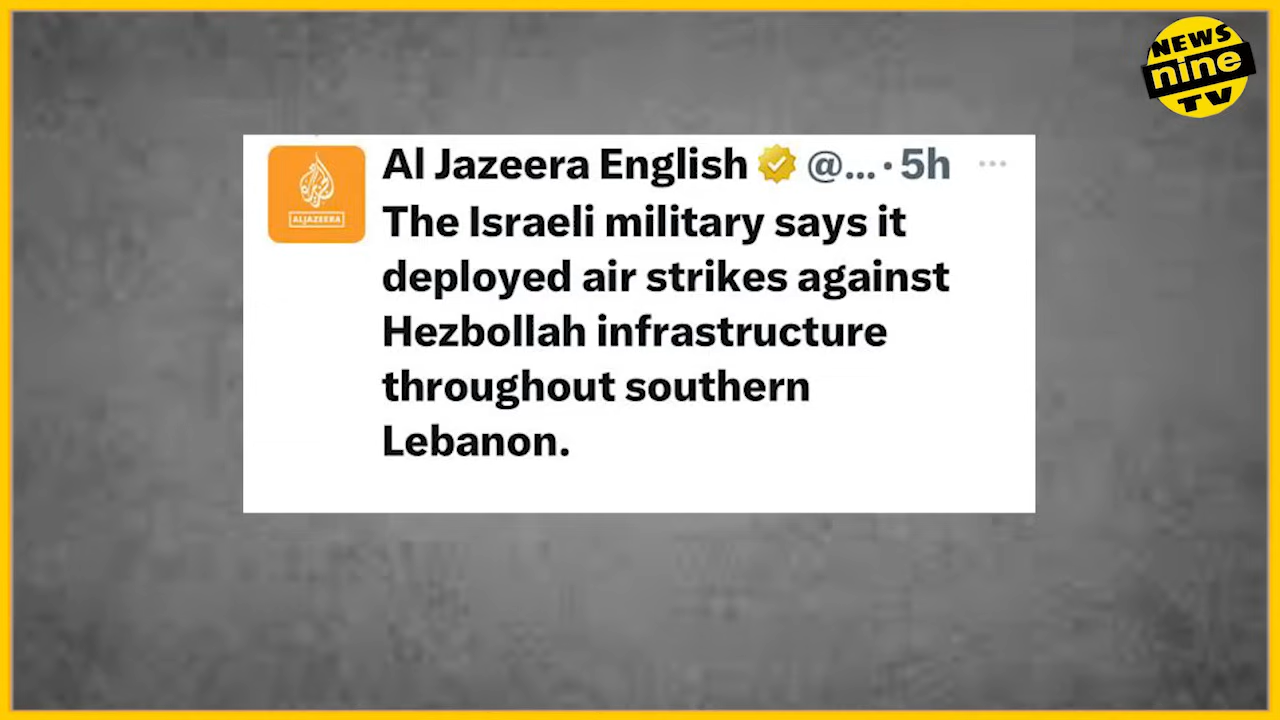 NEWS
nine
TV
Al Jazeera English @... · 5h ...
ALJAZEERA
The Israeli military says it
deployed air strikes against
Hezbollah infrastructure
throughout southern
Lebanon.